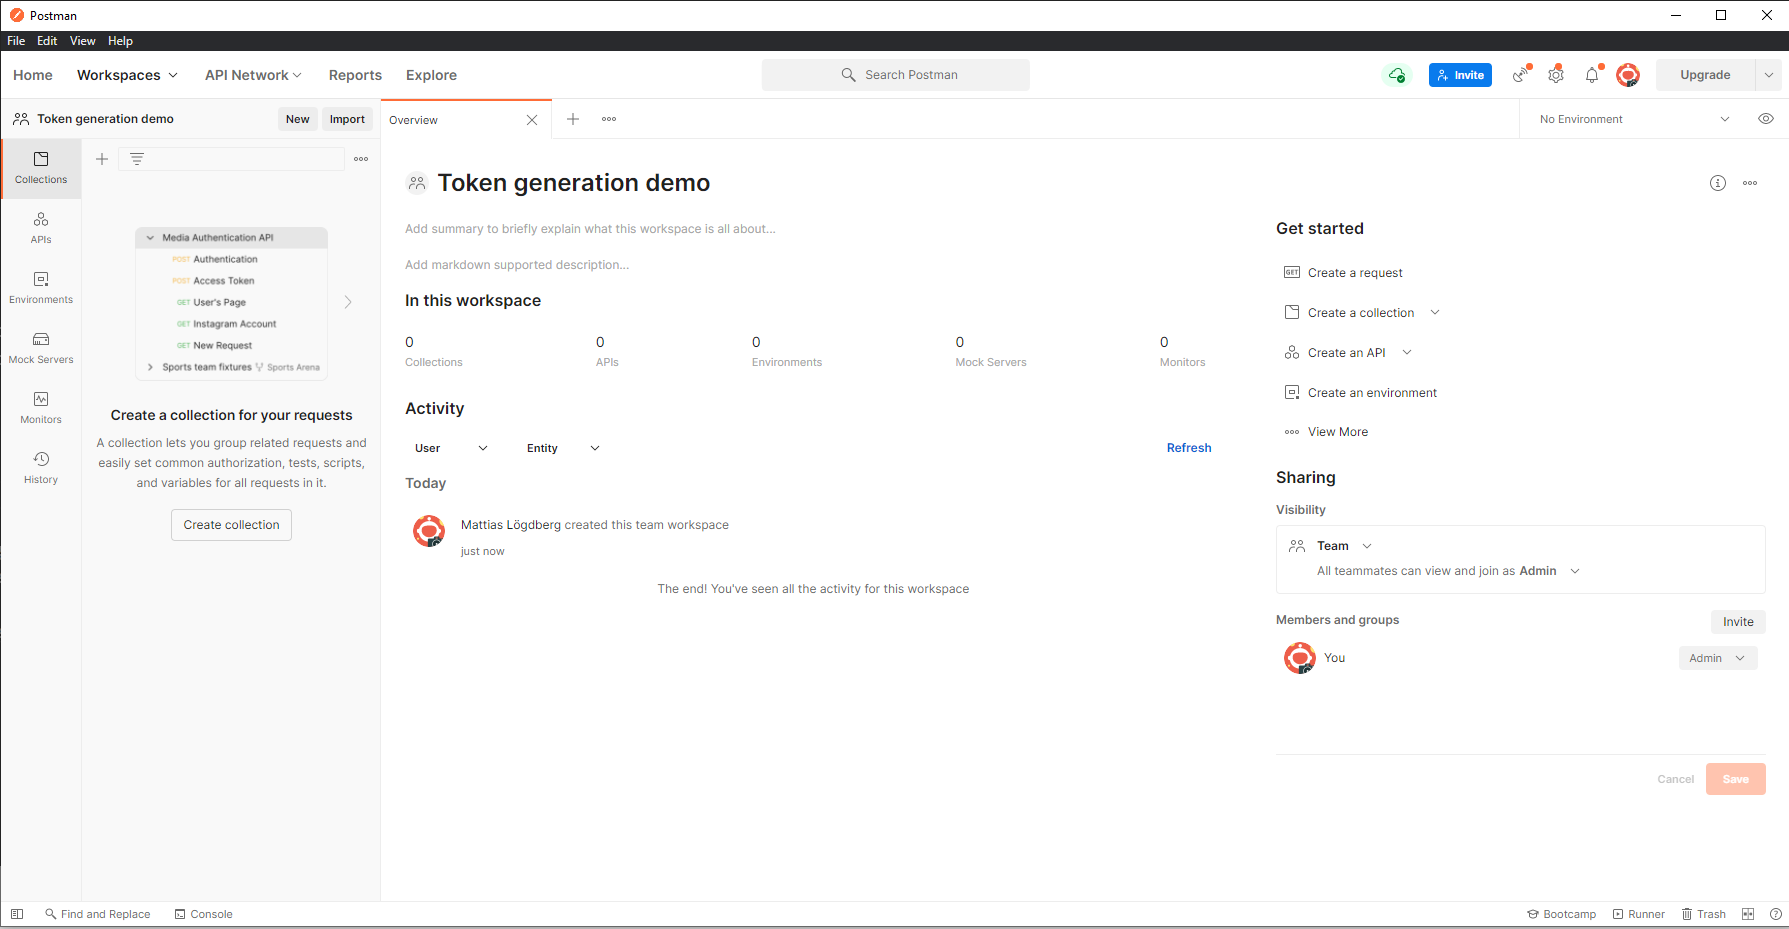 Postman
File Edit View Help
Home Workspaces API Network Reports Explore Search Postman Invite Upgrade
Token generation demo New Import Overview No Environment
Collections
APIs
Environments
Mock Servers
Monitors
History
Media Authentication API
POST Authentication
POST Access Token
GET User's Page
GET Instagram Account
GET New Request
Sports team fixtures Sports Arena
Create a collection for your requests
A collection lets you group related requests and
easily set common authorization, tests, scripts,
and variables for all requests in it.
Create collection
Token generation demo
Add summary to briefly explain what this workspace is all about...
Add markdown supported description...
In this workspace
0 0 0 0 0
Collections APIs Environments Mock Servers Monitors
Activity
User Entity Refresh
Today
Mattias Lögdberg created this team workspace
just now
The end! You've seen all the activity for this workspace
Get started
GET Create a request
Create a collection
Create an API
Create an environment
View More
Sharing
Visibility
Team
All teammates can view and join as Admin
Members and groups Invite
You Admin
Cancel Save
Find and Replace Console Bootcamp Runner Trash